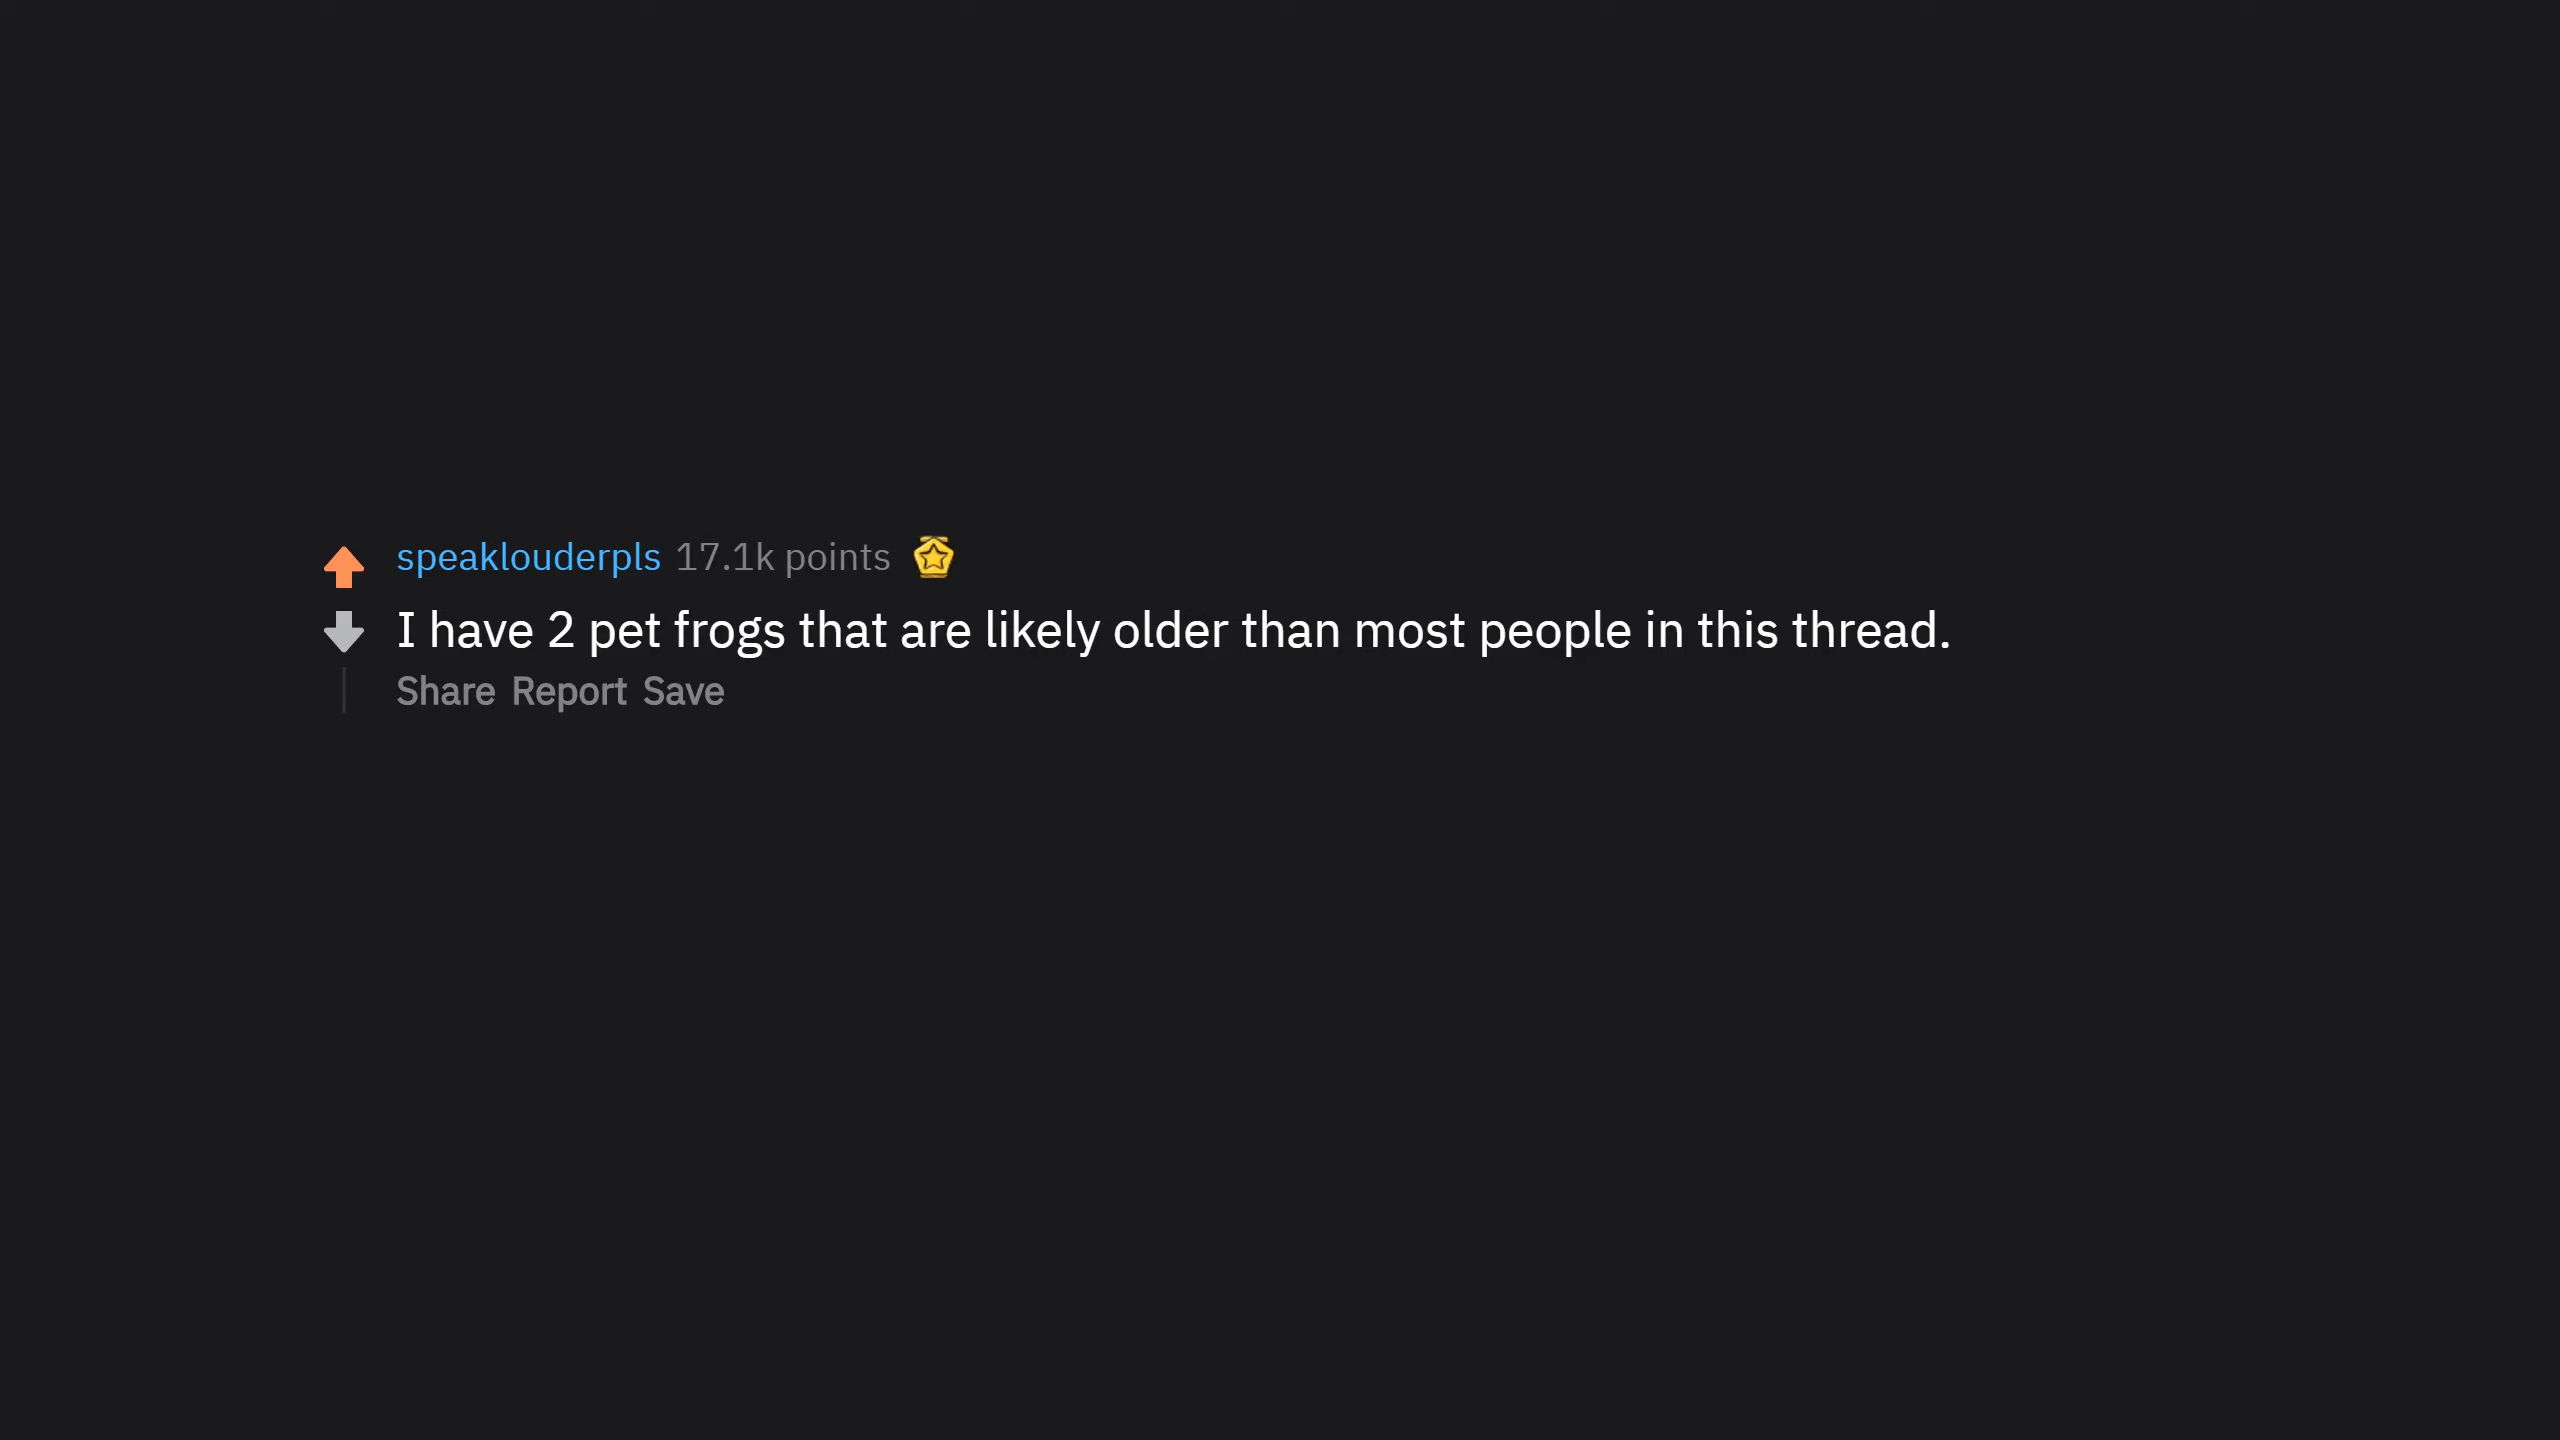 speaklouderpls 17.1k points
I have 2 pet frogs that are likely older than most people in this thread.
Share Report Save